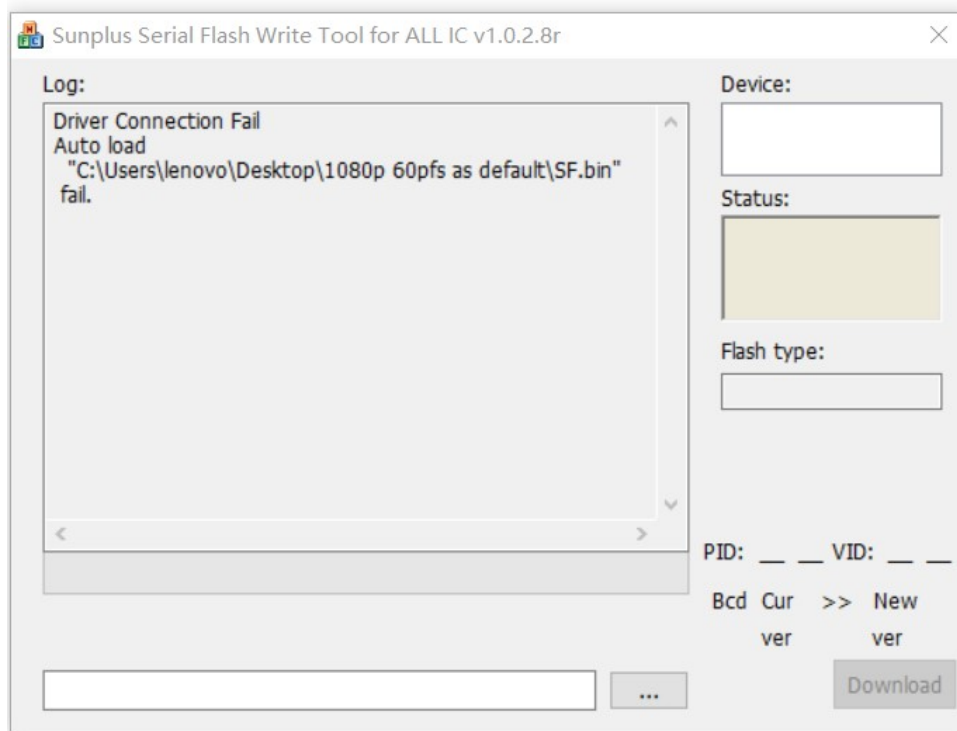 Sunplus Serial Flash Write Tool for ALL IC v1.0.2.8r
Log:
Driver Connection Fail
Auto load
"C:\Users\lenovo\Desktop\1080p 60pfs as default\SF.bin"
fail.
Device:
Status:
Flash type:
PID: __ __ VID: __ __
Bcd Cur >> New
ver ver
...
Download